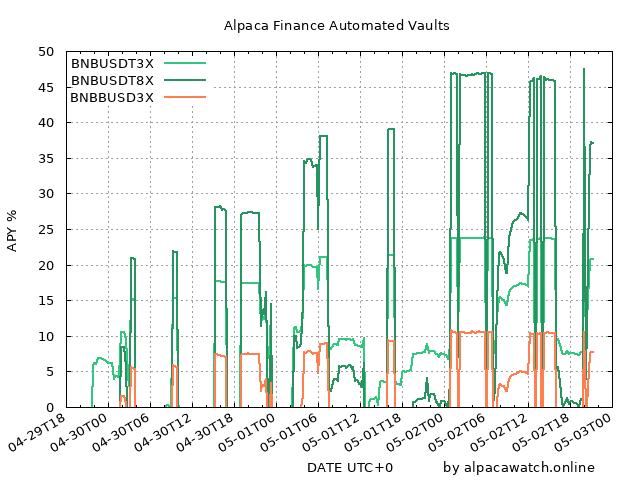 Alpaca Finance Automated Vaults
BNBUSDT3X
BNBUSDT8X
BNBBUSD3X
50
45
40
35
30
25
20
15
10
5
0
APY %
04-29T18
04-30T00
04-30T06
04-30T12
04-30T18
05-01T00
05-01T06
05-01T12
05-01T18
05-02T00
05-02T06
05-02T12
05-02T18
05-03T00
DATE UTC+0
by alpacawatch.online